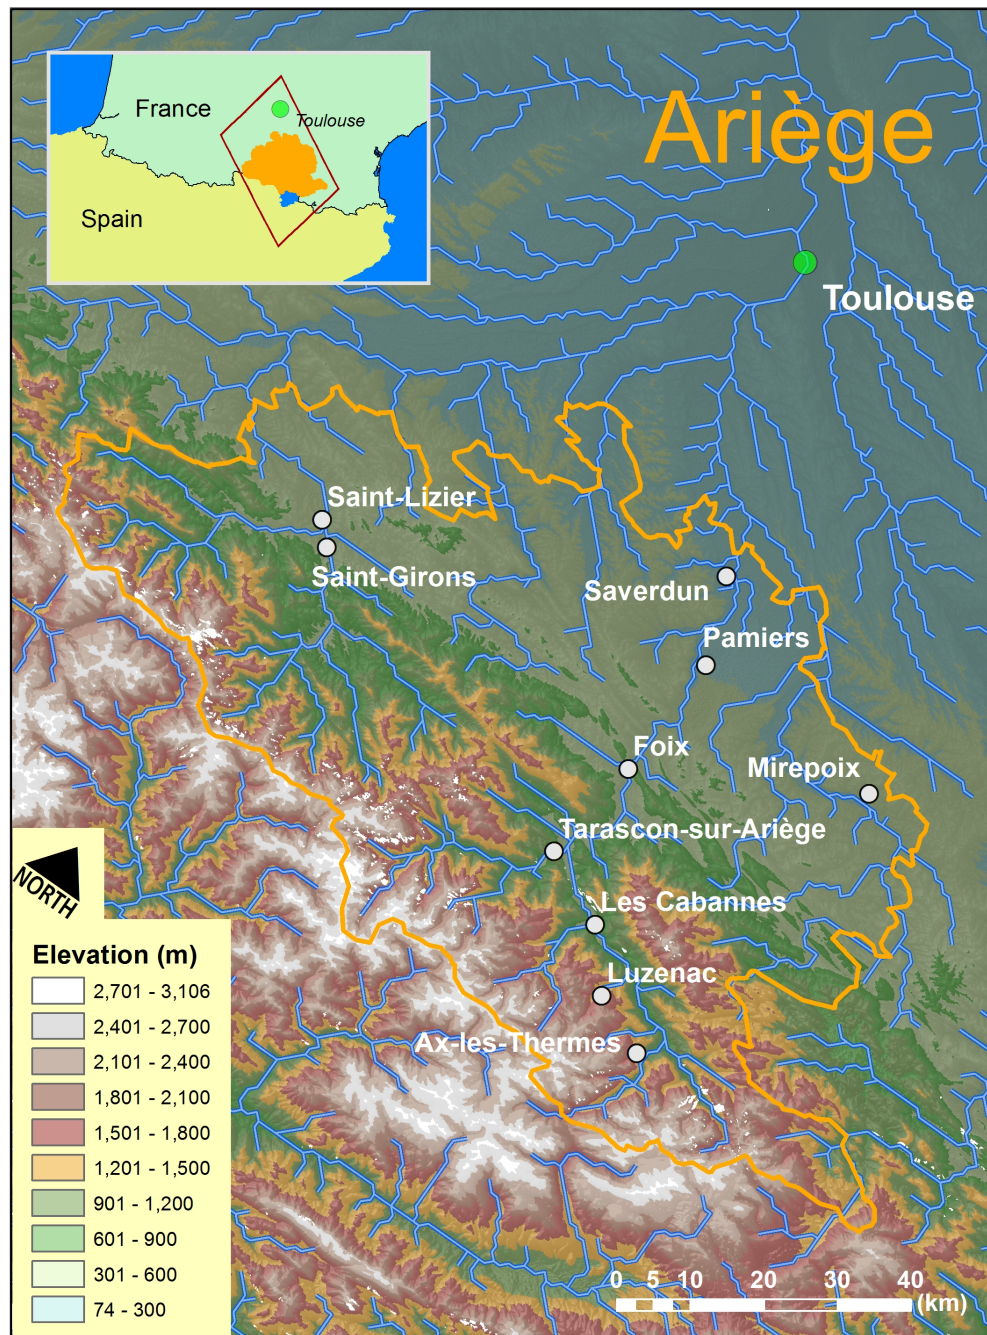 Ariège
France
Toulouse
Spain
Toulouse
Saint-Lizier
Saint-Girons
Saverdun
Pamiers
Foix
Mirepoix
Tarascon-sur-Ariège
Les Cabannes
Luzenac
Ax-les-Thermes
NORTH
Elevation (m)
2,701 - 3,106
2,401 - 2,700
2,101 - 2,400
1,801 - 2,100
1,501 - 1,800
1,201 - 1,500
901 - 1,200
601 - 900
301 - 600
74 - 300
0 5 10 20 30 40
(km)